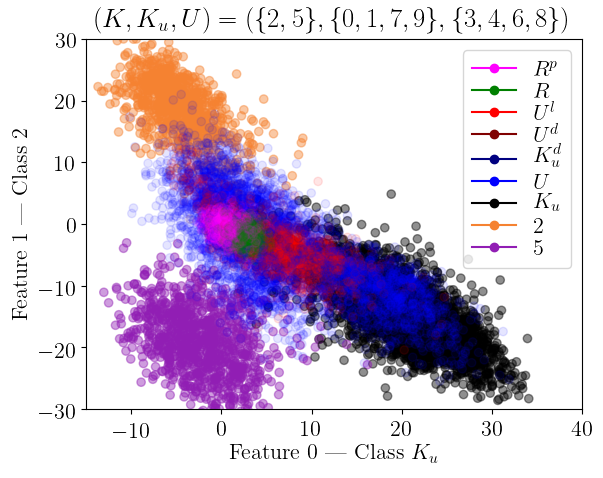 (K, K_u, U) = ({2, 5}, {0, 1, 7, 9}, {3, 4, 6, 8})
30
20
10
0
−10
−20
−30
−10
0
10
20
30
40
Feature 1 — Class 2
Feature 0 — Class K_u
R^p
R
U^l
U^d
K_u^d
U
K_u
2
5